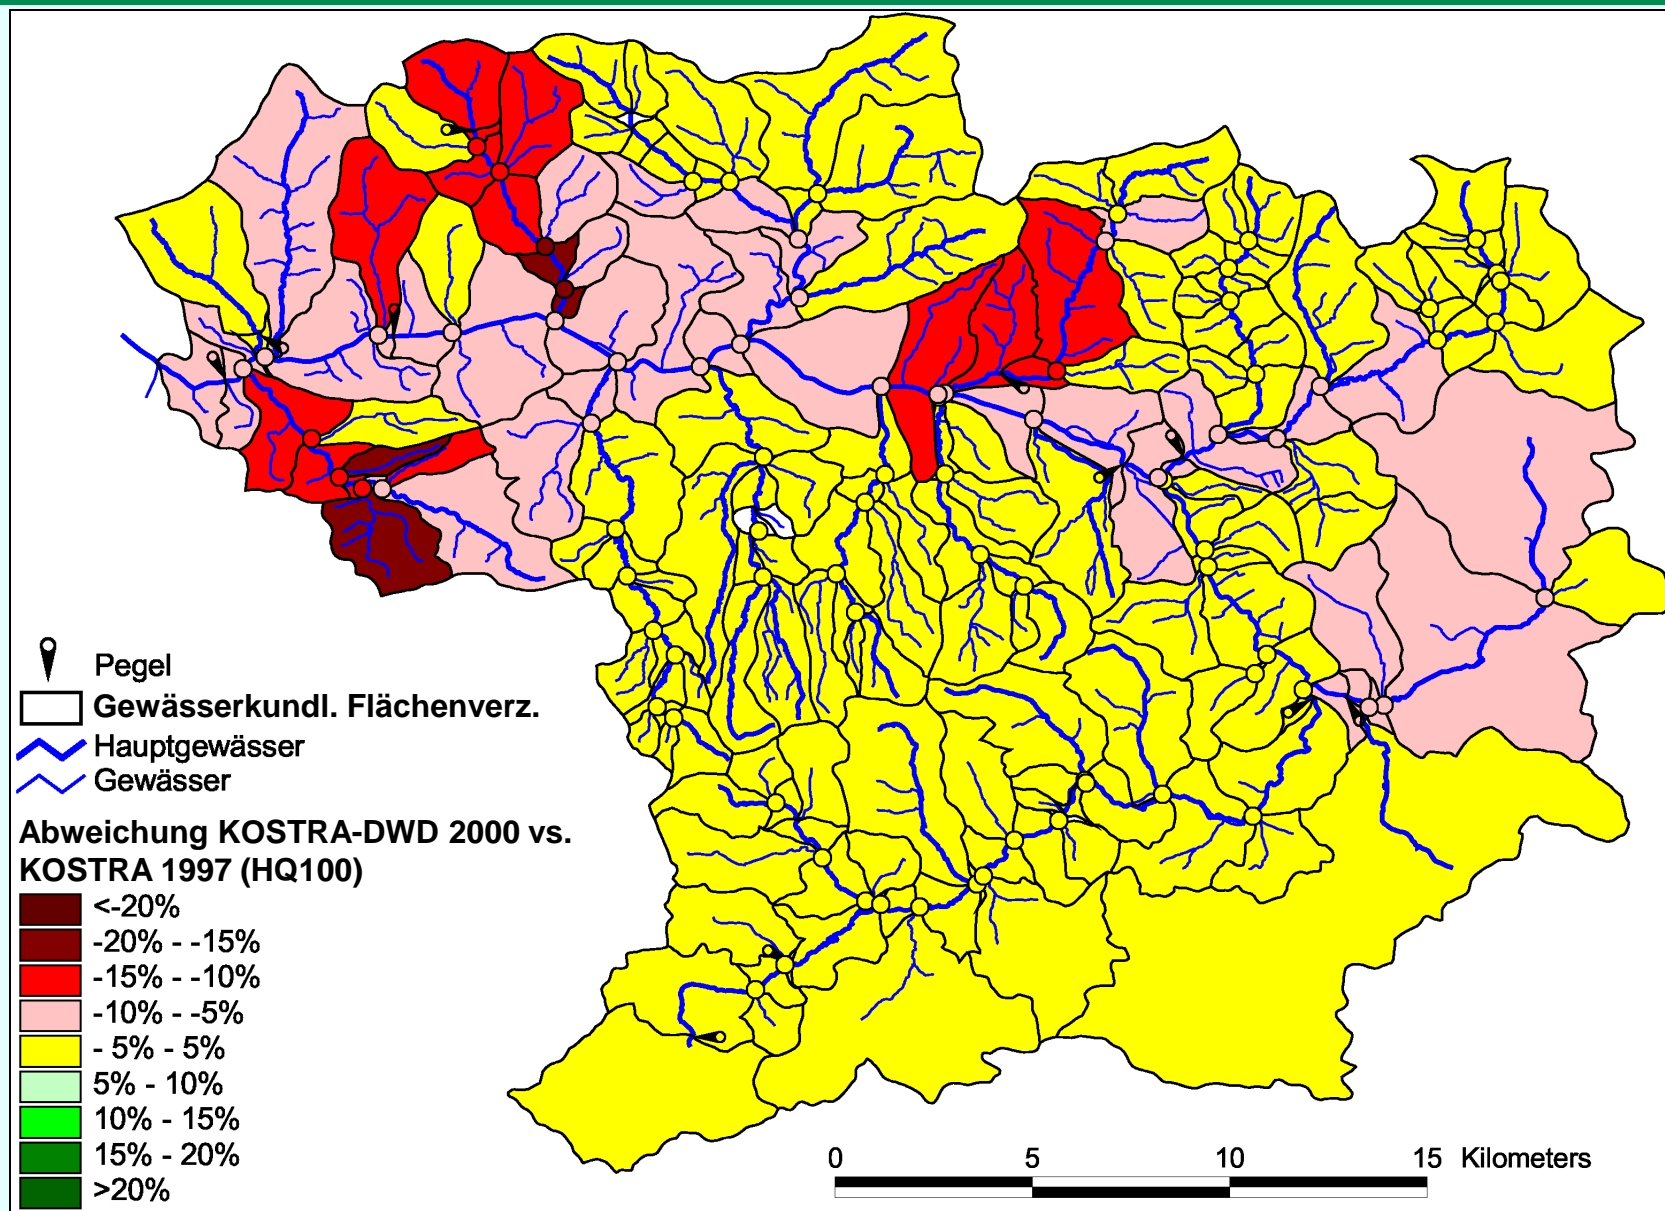 Pegel
Gewässerkundl. Flächenverz.
Hauptgewässer
Gewässer
Abweichung KOSTRA-DWD 2000 vs.
KOSTRA 1997 (HQ100)
<-20%
-20% - -15%
-15% - -10%
-10% - -5%
- 5% - 5%
5% - 10%
10% - 15%
15% - 20%
>20%
0 5 10 15 Kilometers